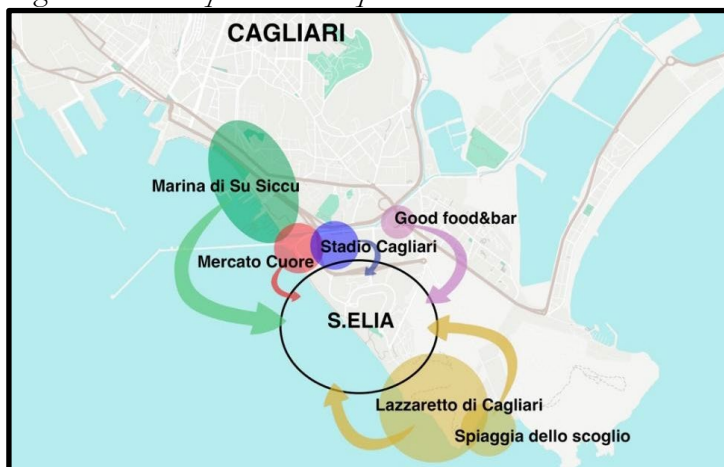 CAGLIARI
Marina di Su Siccu
Good food&bar
Stadio Cagliari
Mercato Cuore
S.ELIA
Lazzaretto di Cagliari
Spiaggia dello scoglio